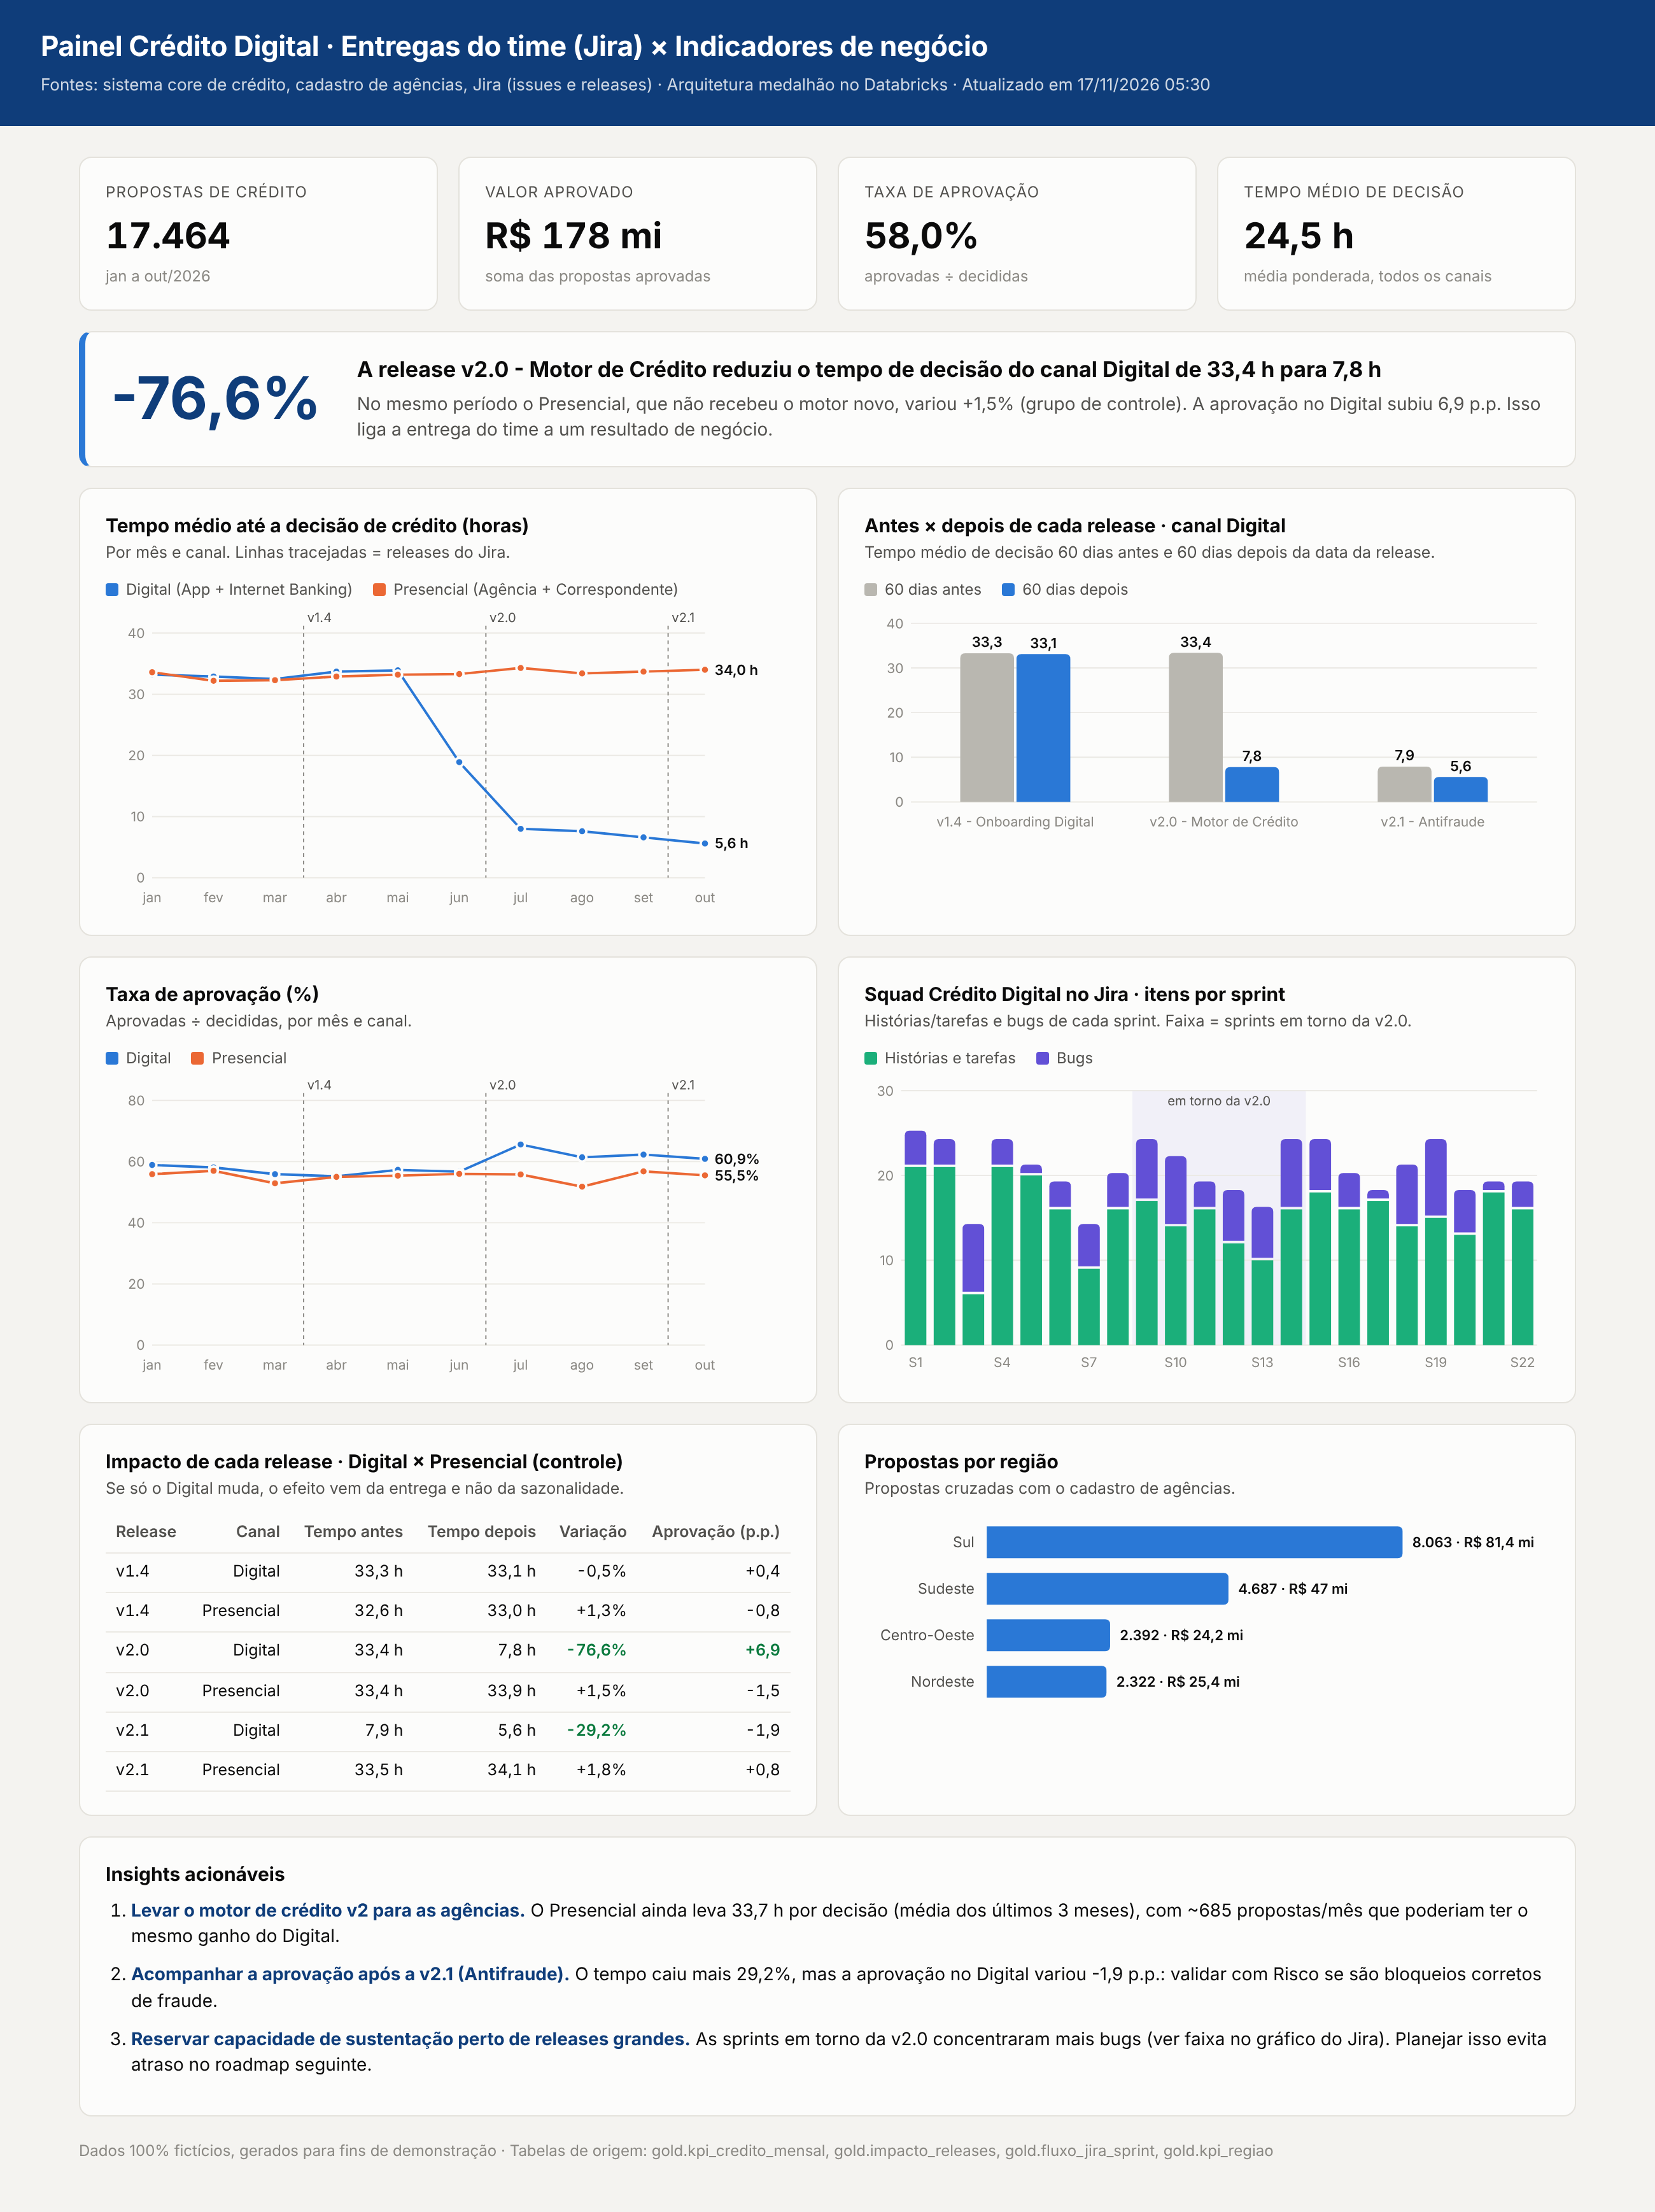 Painel Crédito Digital · Entregas do time (Jira) × Indicadores de negócio
Fontes: sistema core de crédito, cadastro de agências, Jira (issues e releases) · Arquitetura medalhão no Databricks · Atualizado em 17/11/2026 05:30
PROPOSTAS DE CRÉDITO
17.464
jan a out/2026
VALOR APROVADO
R$ 178 mi
soma das propostas aprovadas
TAXA DE APROVAÇÃO
58,0%
aprovadas ÷ decididas
TEMPO MÉDIO DE DECISÃO
24,5 h
média ponderada, todos os canais
-76,6%
A release v2.0 - Motor de Crédito reduziu o tempo de decisão do canal Digital de 33,4 h para 7,8 h
No mesmo período o Presencial, que não recebeu o motor novo, variou +1,5% (grupo de controle). A aprovação no Digital subiu 6,9 p.p. Isso
liga a entrega do time a um resultado de negócio.
Tempo médio até a decisão de crédito (horas)
Por mês e canal. Linhas tracejadas = releases do Jira.
Digital (App + Internet Banking) Presencial (Agência + Correspondente)
v1.4 v2.0 v2.1
40
30
20
10
0
34,0 h
5,6 h
jan fev mar abr mai jun jul ago set out
Antes × depois de cada release · canal Digital
Tempo médio de decisão 60 dias antes e 60 dias depois da data da release.
60 dias antes 60 dias depois
40
30
20
10
0
33,3 33,1 33,4 7,8 7,9 5,6
v1.4 - Onboarding Digital v2.0 - Motor de Crédito v2.1 - Antifraude
Taxa de aprovação (%)
Aprovadas ÷ decididas, por mês e canal.
Digital Presencial
v1.4 v2.0 v2.1
80
60
40
20
0
60,9%
55,5%
jan fev mar abr mai jun jul ago set out
Squad Crédito Digital no Jira · itens por sprint
Histórias/tarefas e bugs de cada sprint. Faixa = sprints em torno da v2.0.
Histórias e tarefas Bugs
30
20
10
0
em torno da v2.0
S1 S4 S7 S10 S13 S16 S19 S22
Impacto de cada release · Digital × Presencial (controle)
Se só o Digital muda, o efeito vem da entrega e não da sazonalidade.
Release Canal Tempo antes Tempo depois Variação Aprovação (p.p.)
v1.4 Digital 33,3 h 33,1 h -0,5% +0,4
v1.4 Presencial 32,6 h 33,0 h +1,3% -0,8
v2.0 Digital 33,4 h 7,8 h -76,6% +6,9
v2.0 Presencial 33,4 h 33,9 h +1,5% -1,5
v2.1 Digital 7,9 h 5,6 h -29,2% -1,9
v2.1 Presencial 33,5 h 34,1 h +1,8% +0,8
Propostas por região
Propostas cruzadas com o cadastro de agências.
Sul 8.063 · R$ 81,4 mi
Sudeste 4.687 · R$ 47 mi
Centro-Oeste 2.392 · R$ 24,2 mi
Nordeste 2.322 · R$ 25,4 mi
Insights acionáveis
1. Levar o motor de crédito v2 para as agências. O Presencial ainda leva 33,7 h por decisão (média dos últimos 3 meses), com ~685 propostas/mês que poderiam ter o
mesmo ganho do Digital.
2. Acompanhar a aprovação após a v2.1 (Antifraude). O tempo caiu mais 29,2%, mas a aprovação no Digital variou -1,9 p.p.: validar com Risco se são bloqueios corretos
de fraude.
3. Reservar capacidade de sustentação perto de releases grandes. As sprints em torno da v2.0 concentraram mais bugs (ver faixa no gráfico do Jira). Planejar isso evita
atraso no roadmap seguinte.
Dados 100% fictícios, gerados para fins de demonstração · Tabelas de origem: gold.kpi_credito_mensal, gold.impacto_releases, gold.fluxo_jira_sprint, gold.kpi_regiao